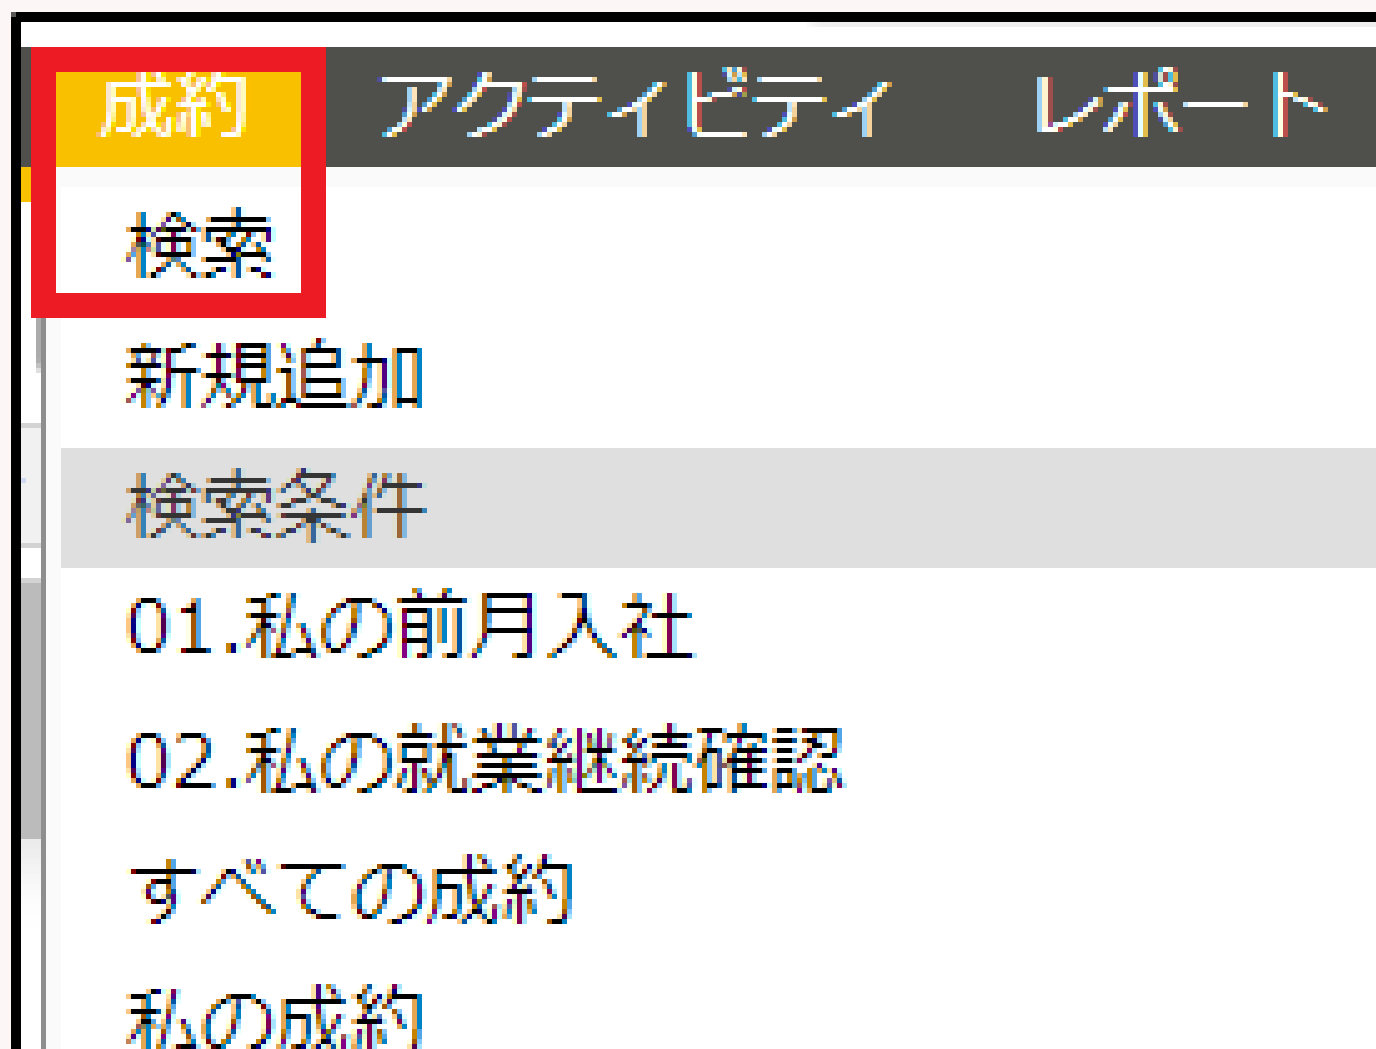 成約 アクティビティ レポート
検索
新規追加
検索条件
01.私の前月入社
02.私の就業継続確認
すべての成約
私の成約